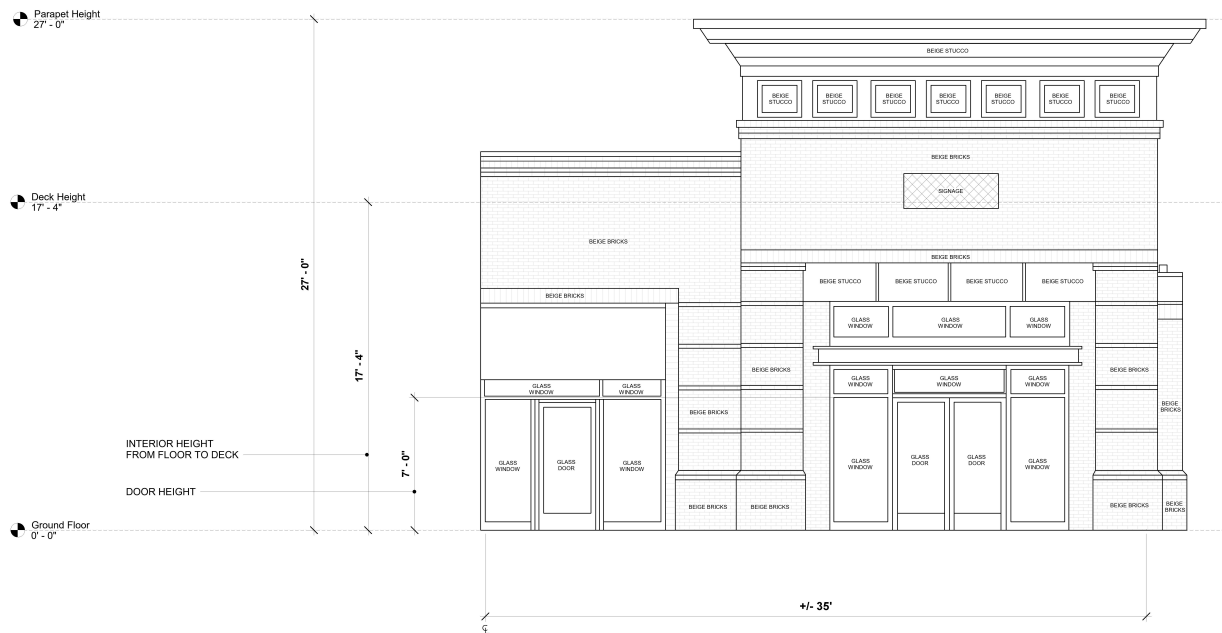 Parapet Height
27' - 0"
BEIGE STUCCO
BEIGE
STUCCO
BEIGE
STUCCO
BEIGE
STUCCO
BEIGE
STUCCO
BEIGE
STUCCO
BEIGE
STUCCO
BEIGE
STUCCO
BEIGE BRICKS
SIGNAGE
Deck Height
17' - 4"
BEIGE BRICKS
BEIGE BRICKS
27' - 0"
BEIGE STUCCO
BEIGE STUCCO
BEIGE STUCCO
BEIGE STUCCO
BEIGE BRICKS
GLASS
WINDOW
GLASS
WINDOW
GLASS
WINDOW
17' - 4"
BEIGE BRICKS
BEIGE BRICKS
GLASS
WINDOW
GLASS
WINDOW
GLASS
WINDOW
GLASS
WINDOW
GLASS
WINDOW
BEIGE BRICKS
BEIGE
BRICKS
INTERIOR HEIGHT
FROM FLOOR TO DECK
7' - 0"
GLASS
WINDOW
GLASS
DOOR
GLASS
WINDOW
GLASS
WINDOW
GLASS
DOOR
GLASS
DOOR
GLASS
WINDOW
DOOR HEIGHT
BEIGE BRICKS
BEIGE BRICKS
BEIGE BRICKS
BEIGE
BRICKS
Ground Floor
0' - 0"
+/- 35'
℄